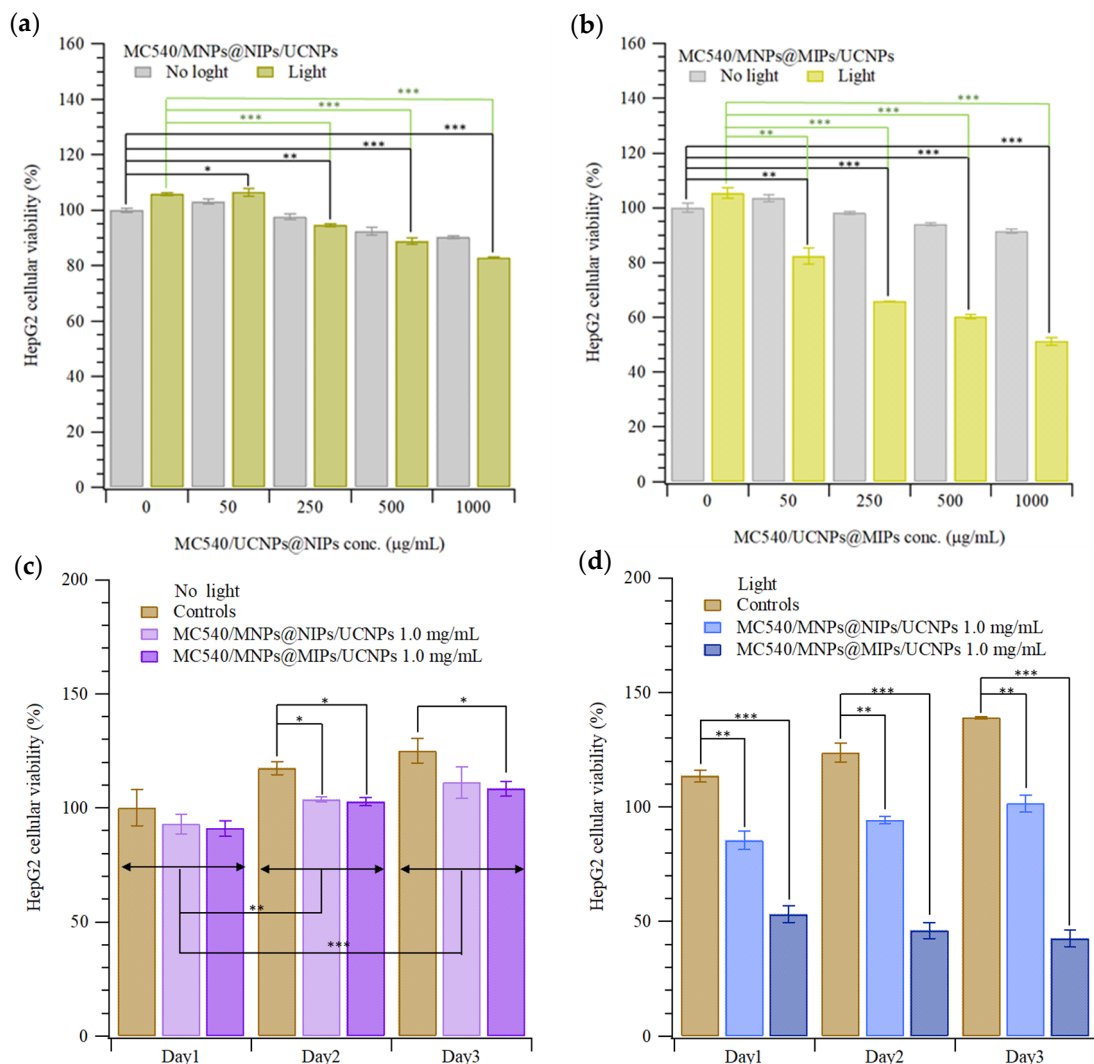 (a)
160
140
120
100
80
60
40
20
0
HepG2 cellular viability (%)
MC540/MNPs@NIPs/UCNPs
No loght Light
***
***
***
***
***
**
*
0 50 250 500 1000
MC540/UCNPs@NIPs conc. (μg/mL)
(b)
160
140
120
100
80
60
40
20
0
HepG2 cellular viability (%)
MC540/MNPs@MIPs/UCNPs
No light Light
***
***
***
**
***
***
***
**
0 50 250 500 1000
MC540/UCNPs@MIPs conc. (μg/mL)
(c)
200
150
100
50
0
HepG2 cellular viability (%)
No light
Controls
MC540/MNPs@NIPs/UCNPs 1.0 mg/mL
MC540/MNPs@MIPs/UCNPs 1.0 mg/mL
*
*
*
**
***
Day1 Day2 Day3
(d)
200
150
100
50
0
HepG2 cellular viability (%)
Light
Controls
MC540/MNPs@NIPs/UCNPs 1.0 mg/mL
MC540/MNPs@MIPs/UCNPs 1.0 mg/mL
***
**
***
**
***
**
Day1 Day2 Day3